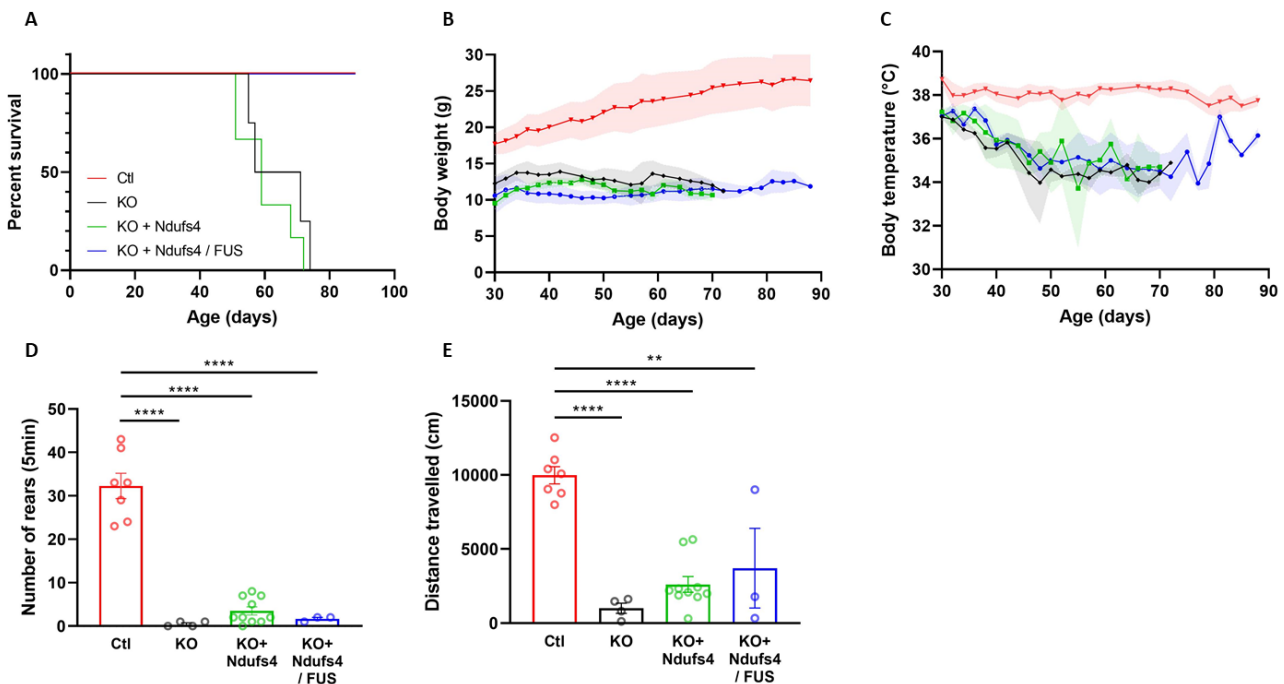 A
Percent survival
100
50
0
0
20
40
60
80
100
Age (days)
Ctl
KO
KO + Ndufs4
KO + Ndufs4 / FUS
B
Body weight (g)
30
25
20
15
10
5
0
30
40
50
60
70
80
90
Age (days)
C
Body temperature (°C)
40
38
36
34
32
30
30
40
50
60
70
80
90
Age (days)
D
****
****
****
Number of rears (5min)
50
40
30
20
10
0
Ctl
KO
KO+
Ndufs4
KO+
Ndufs4
/ FUS
E
**
****
****
Distance travelled (cm)
15000
10000
5000
0
Ctl
KO
KO+
Ndufs4
KO+
Ndufs4
/ FUS